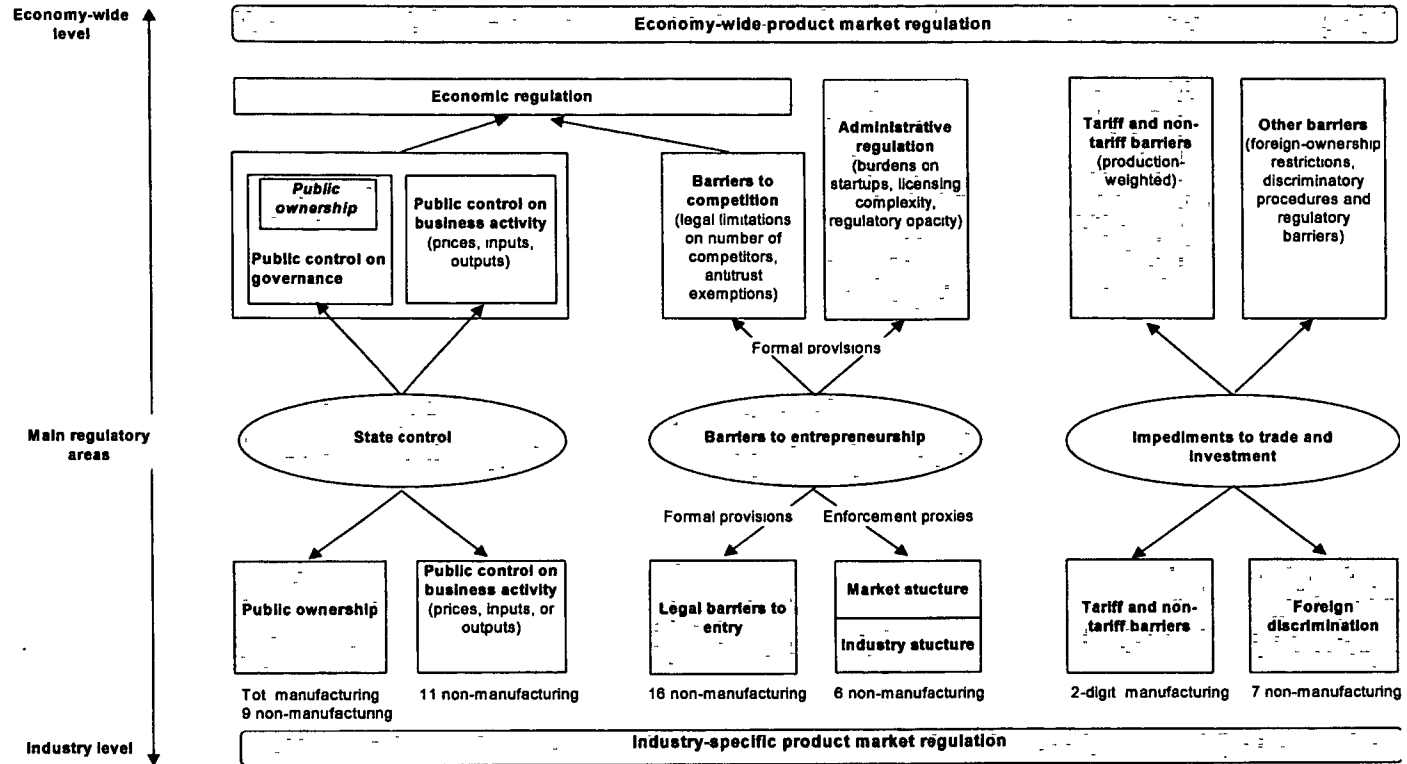 Economy-wide
level
Economy-wide product market regulation
Economic regulation
Public
ownership
Public control on
governance
Public control on
business activity
(prices, inputs,
outputs)
Barriers to
competition
(legal limitations
on number of
competitors,
antitrust
exemptions)
Administrative
regulation
(burdens on
startups, licensing
complexity,
regulatory opacity)
Tariff and non-
tariff barriers
(production-
weighted)
Other barriers
(foreign-ownership
restrictions,
discriminatory
procedures and
regulatory
barriers)
Formal provisions
Main regulatory
areas
State control
Barriers to entrepreneurship
Impediments to trade and
investment
Formal provisions
Enforcement proxies
Public ownership
Public control on
business activity
(prices, inputs, or
outputs)
Legal barriers to
entry
Market stucture
Industry stucture
Tariff and non-
tariff barriers
Foreign
discrimination
Tot manufacturing
9 non-manufacturing
11 non-manufacturing
16 non-manufacturing
6 non-manufacturing
2-digit manufacturing
7 non-manufacturing
Industry level
Industry-specific product market regulation